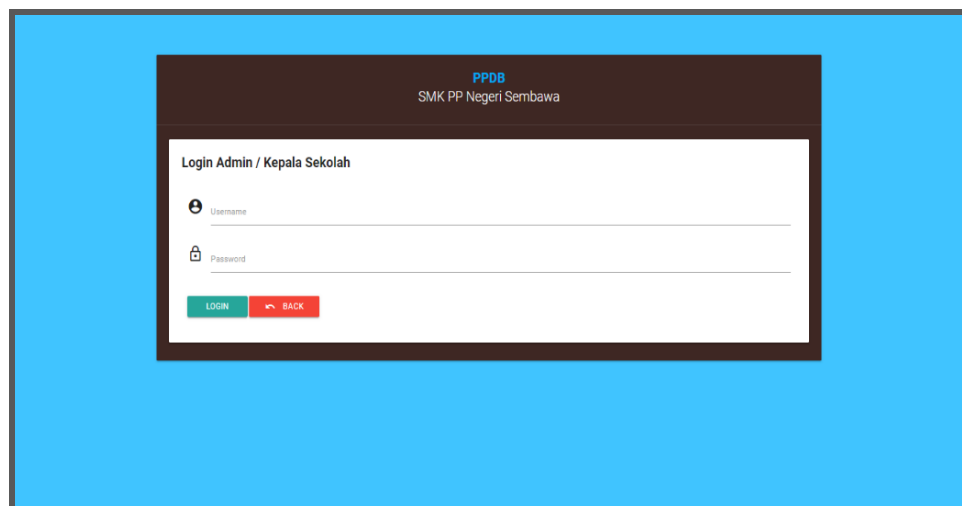 PPDB
SMK PP Negeri Sembawa
Login Admin / Kepala Sekolah
Username
Password
LOGIN BACK